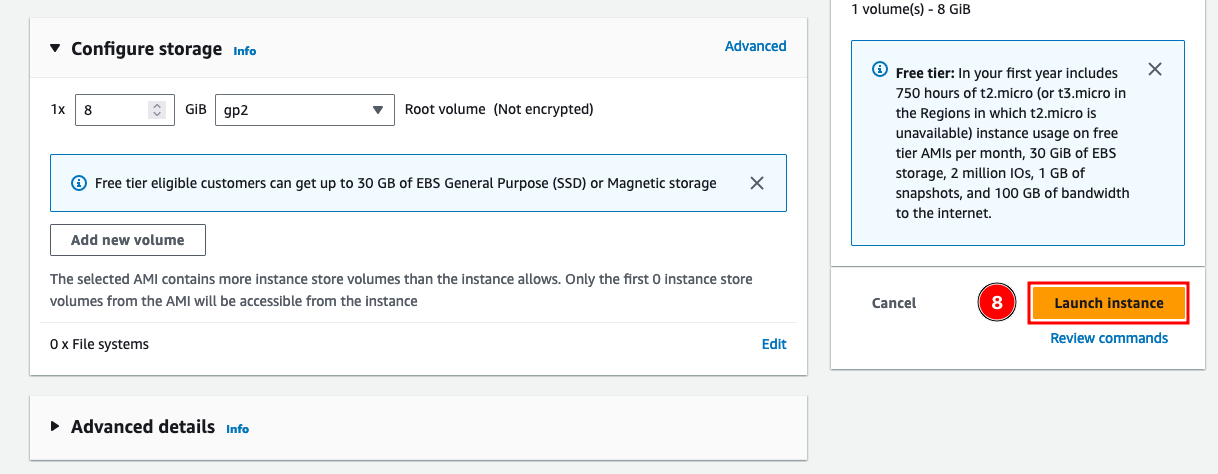 Configure storage Info
Advanced
1x 8 GiB gp2 Root volume (Not encrypted)
Free tier eligible customers can get up to 30 GB of EBS General Purpose (SSD) or Magnetic storage
Add new volume
The selected AMI contains more instance store volumes than the instance allows. Only the first 0 instance store
volumes from the AMI will be accessible from the instance
0 x File systems
Edit
Advanced details Info
1 volume(s) - 8 GiB
Free tier: In your first year includes
750 hours of t2.micro (or t3.micro in
the Regions in which t2.micro is
unavailable) instance usage on free
tier AMIs per month, 30 GiB of EBS
storage, 2 million IOs, 1 GB of
snapshots, and 100 GB of bandwidth
to the internet.
Cancel
8
Launch instance
Review commands